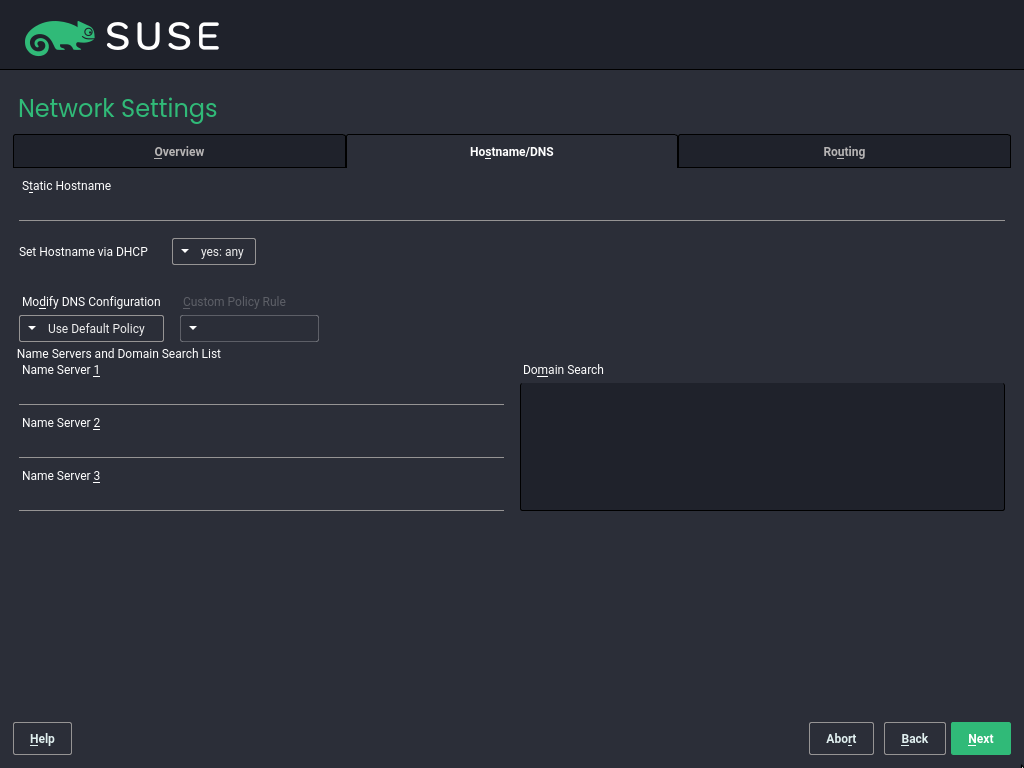 SUSE
Network Settings
Overview Hostname/DNS Routing
Static Hostname
Set Hostname via DHCP yes: any
Modify DNS Configuration Custom Policy Rule
Use Default Policy
Name Servers and Domain Search List
Name Server 1 Domain Search
Name Server 2
Name Server 3
Help Abort Back Next